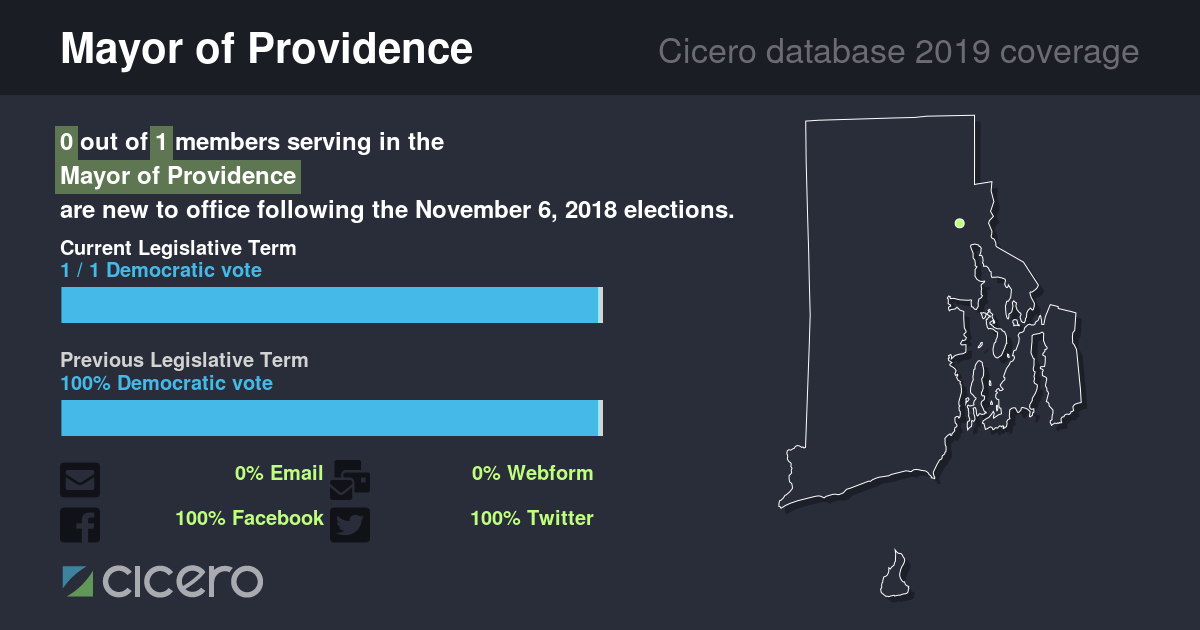 Mayor of Providence
Cicero database 2019 coverage
0 out of 1 members serving in the
Mayor of Providence
are new to office following the November 6, 2018 elections.
Current Legislative Term
1 / 1 Democratic vote
Previous Legislative Term
100% Democratic vote
0% Email
0% Webform
100% Facebook
100% Twitter
cicero